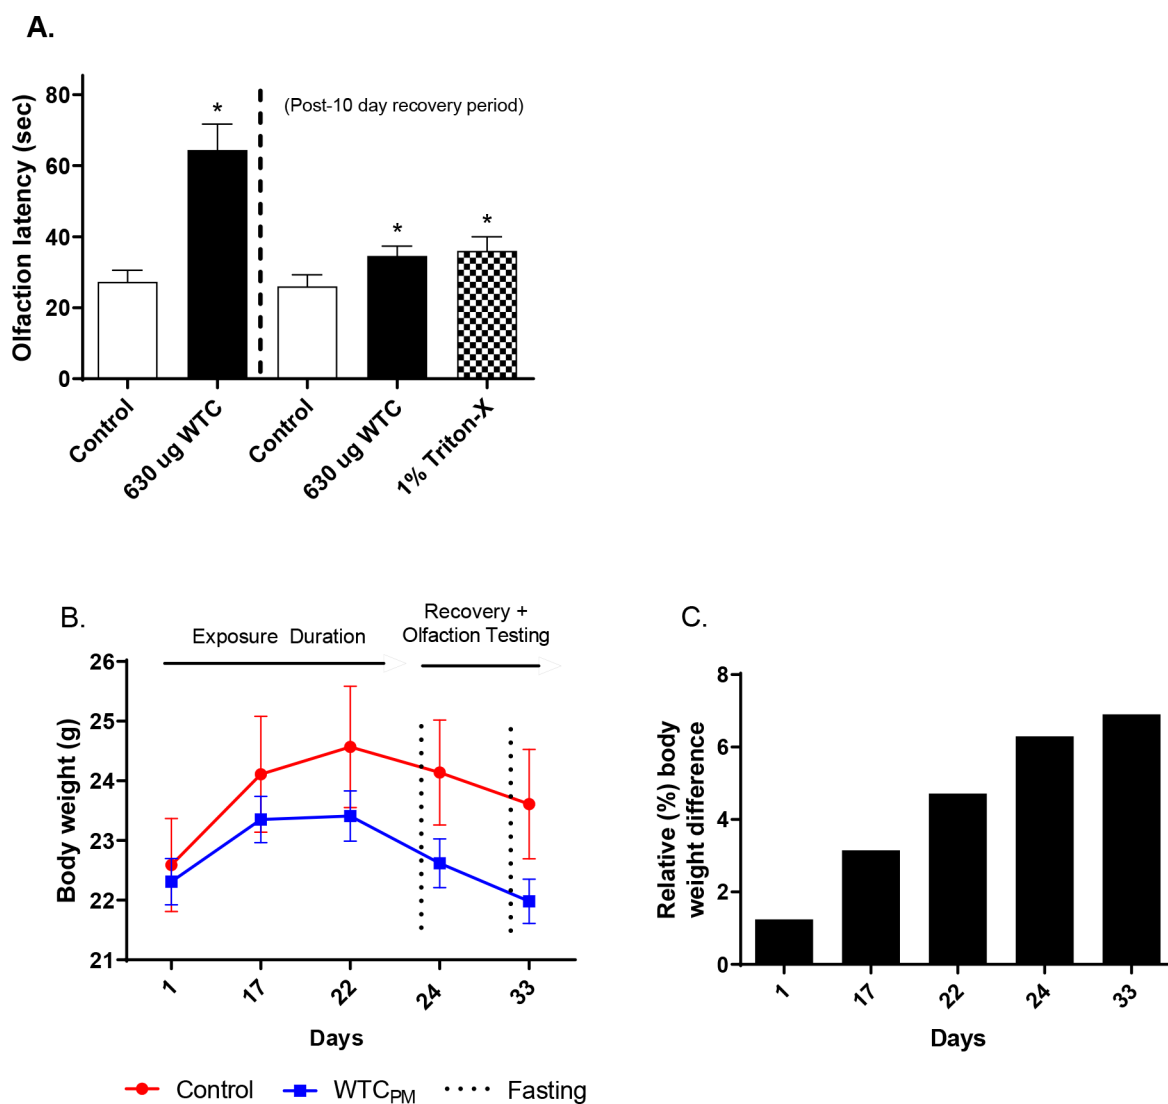 A.
Olfaction latency (sec)
80
60
40
20
0
*
(Post-10 day recovery period)
*
*
Control
630 ug WTC
Control
630 ug WTC
1% Triton-X
B.
Exposure Duration
Recovery +
Olfaction Testing
Body weight (g)
26
25
24
23
22
21
1
17
22
24
33
Days
Control
WTCPM
Fasting
C.
Relative (%) body
weight difference
8
6
4
2
0
1
17
22
24
33
Days